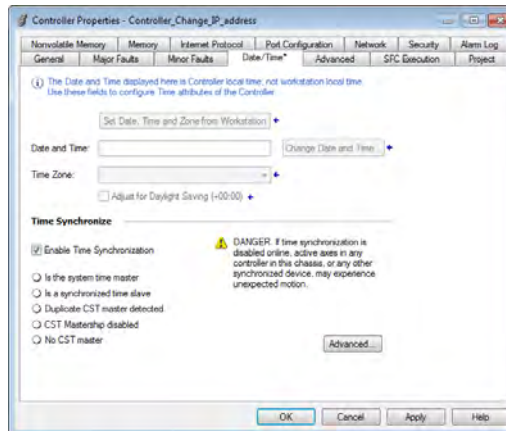 Controller Properties - Controller_Change_IP_address
Nonvolatile Memory Memory Internet Protocol Port Configuration Network Security Alarm Log
General Major Faults Minor Faults Date/Time* Advanced SFC Execution Project
The Date and Time displayed here is Controller local time, not workstation local time.
Use these fields to configure Time attributes of the Controller.
Set Date, Time and Zone from Workstation
Date and Time: Change Date and Time
Time Zone:
Adjust for Daylight Saving (+00:00)
Time Synchronize
Enable Time Synchronization
DANGER. If time synchronization is
disabled online, active axes in any
controller in this chassis, or any other
synchronized device, may experience
unexpected motion.
Is the system time master
Is a synchronized time slave
Duplicate CST master detected
CST Mastership disabled
No CST master
Advanced...
OK Cancel Apply Help